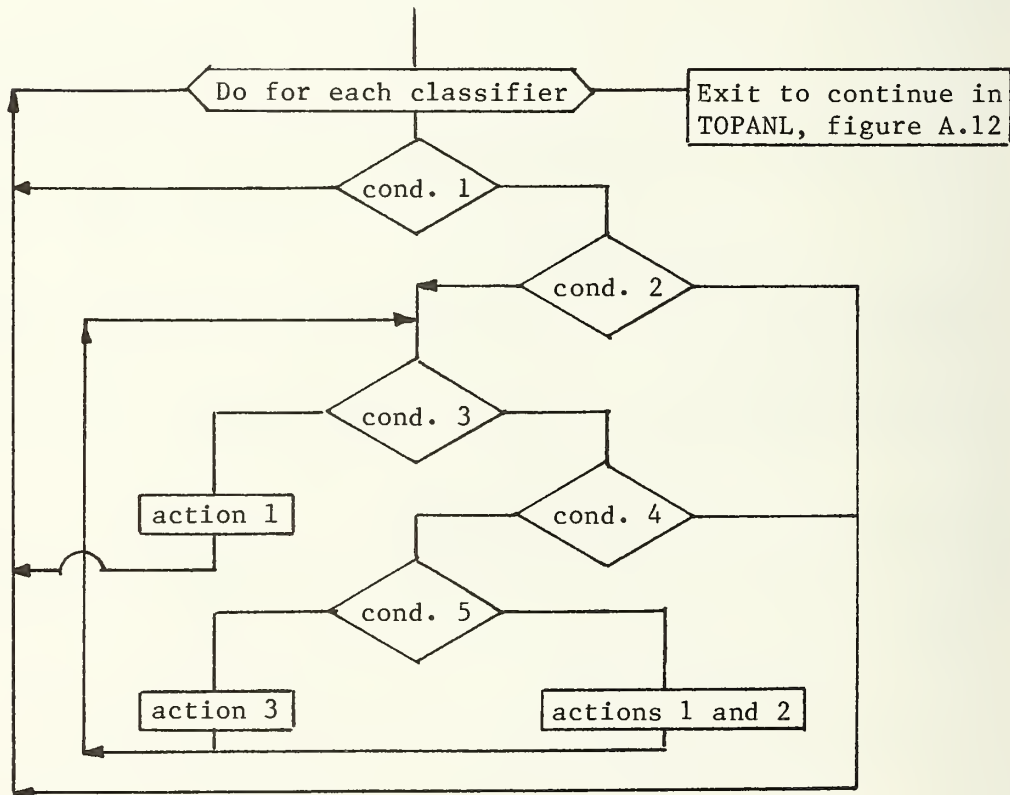 Do for each classifier
Exit to continue in
TOPANL, figure A.12
cond. 1
cond. 2
cond. 3
cond. 4
action 1
cond. 5
action 3
actions 1 and 2